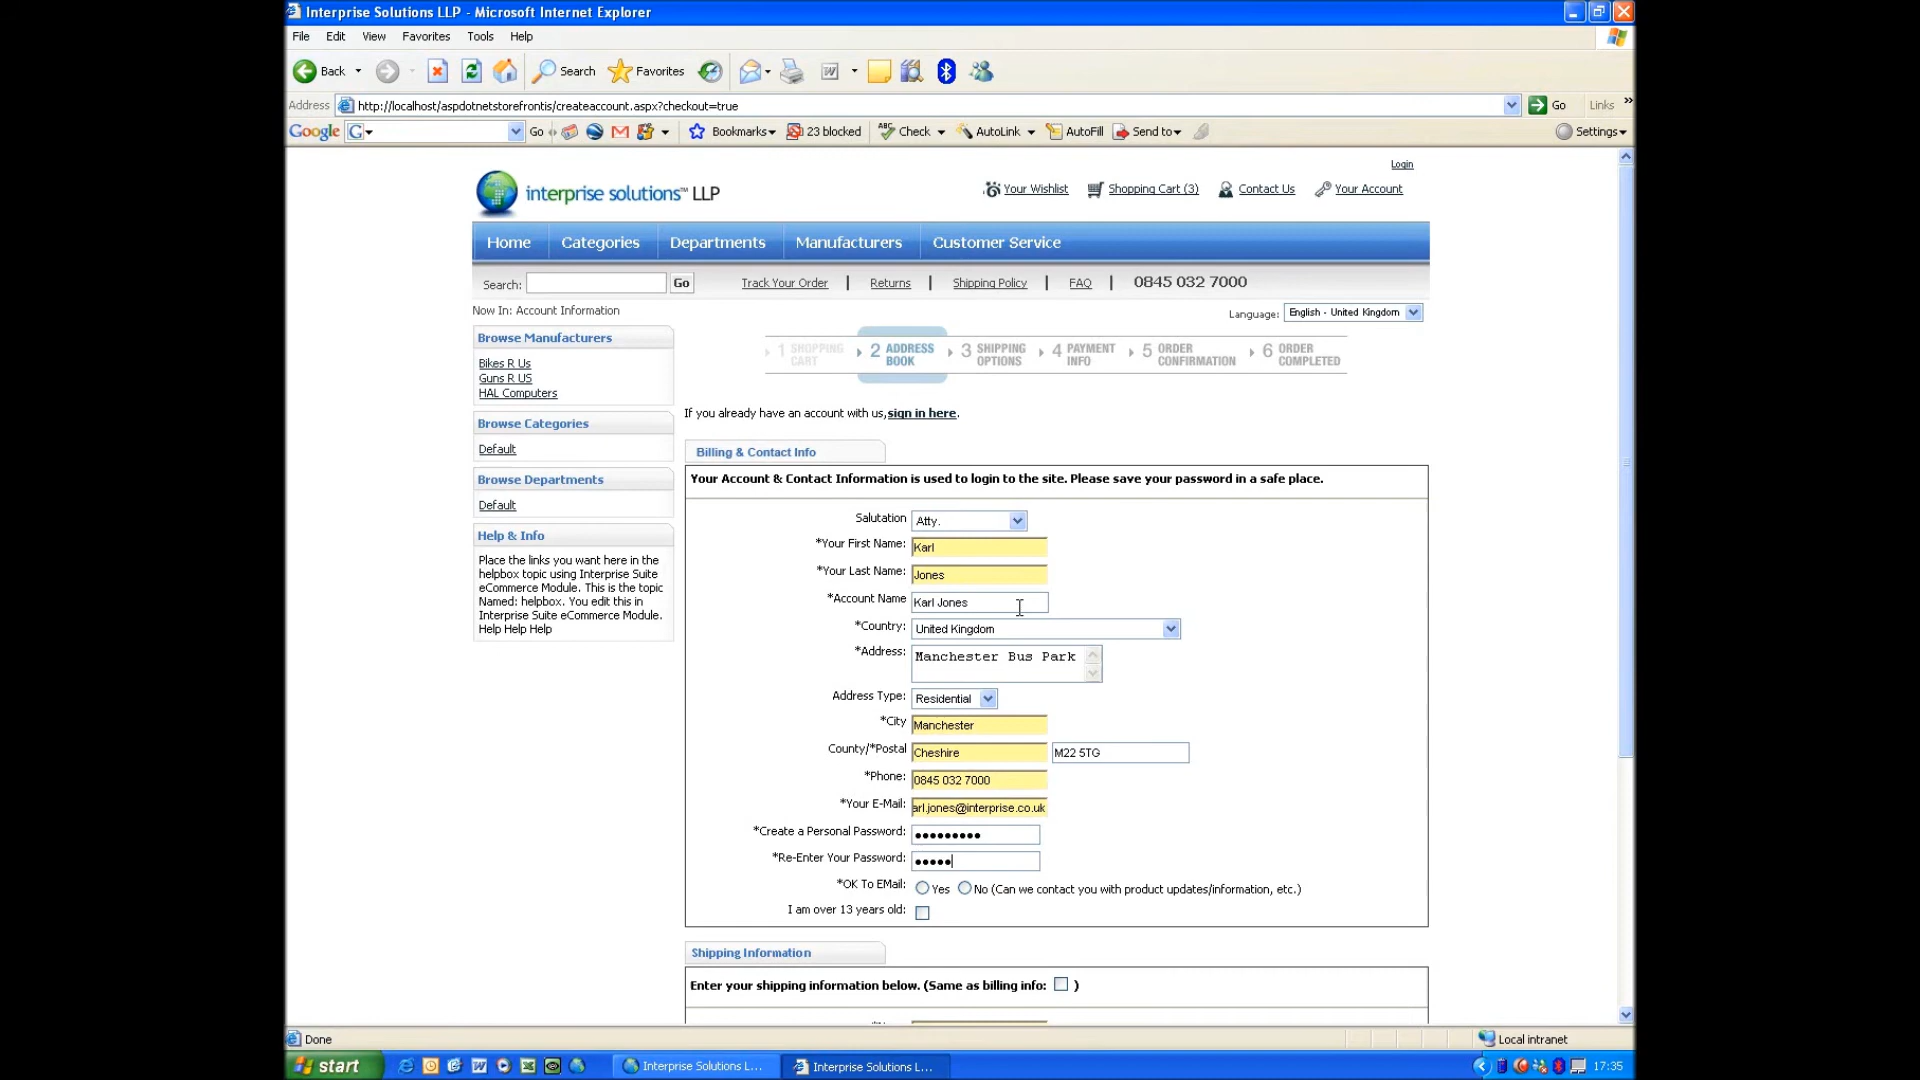 Interprise Solutions LLP - Microsoft Internet Explorer
File Edit View Favorites Tools Help
Back Search Favorites
Address http://localhost/aspdotnetstorefrontis/createaccount.aspx?checkout=true Go Links »
Google G Go Bookmarks 23 blocked ABC Check AutoLink AutoFill Send to Settings
Login
interprise solutions™ LLP
Your Wishlist Shopping Cart (3) Contact Us Your Account
Home Categories Departments Manufacturers Customer Service
Search: Go Track Your Order | Returns | Shipping Policy | FAQ | 0845 032 7000
Now In: Account Information
Language: English - United Kingdom
Browse Manufacturers
Bikes R Us
Guns R US
HAL Computers
Browse Categories
Default
Browse Departments
Default
Help & Info
Place the links you want here in the
helpbox topic using Interprise Suite
eCommerce Module. This is the topic
Named: helpbox. You edit this in
Interprise Suite eCommerce Module.
Help Help Help
1 SHOPPING CART 2 ADDRESS BOOK 3 SHIPPING OPTIONS 4 PAYMENT INFO 5 ORDER CONFIRMATION 6 ORDER COMPLETED
If you already have an account with us,sign in here.
Billing & Contact Info
Your Account & Contact Information is used to login to the site. Please save your password in a safe place.
Salutation Atty.
*Your First Name: Karl
*Your Last Name: Jones
*Account Name Karl Jones
*Country: United Kingdom
*Address: Manchester Bus Park
Address Type: Residential
*City Manchester
County/*Postal Cheshire M22 5TG
*Phone: 0845 032 7000
*Your E-Mail: arl.jones@interprise.co.uk
*Create a Personal Password: •••••••••
*Re-Enter Your Password: •••••
*OK To EMail: Yes No (Can we contact you with product updates/information, etc.)
I am over 13 years old:
Shipping Information
Enter your shipping information below. (Same as billing info: )
Done Local intranet
start Interprise Solutions L... Interprise Solutions L... 17:35